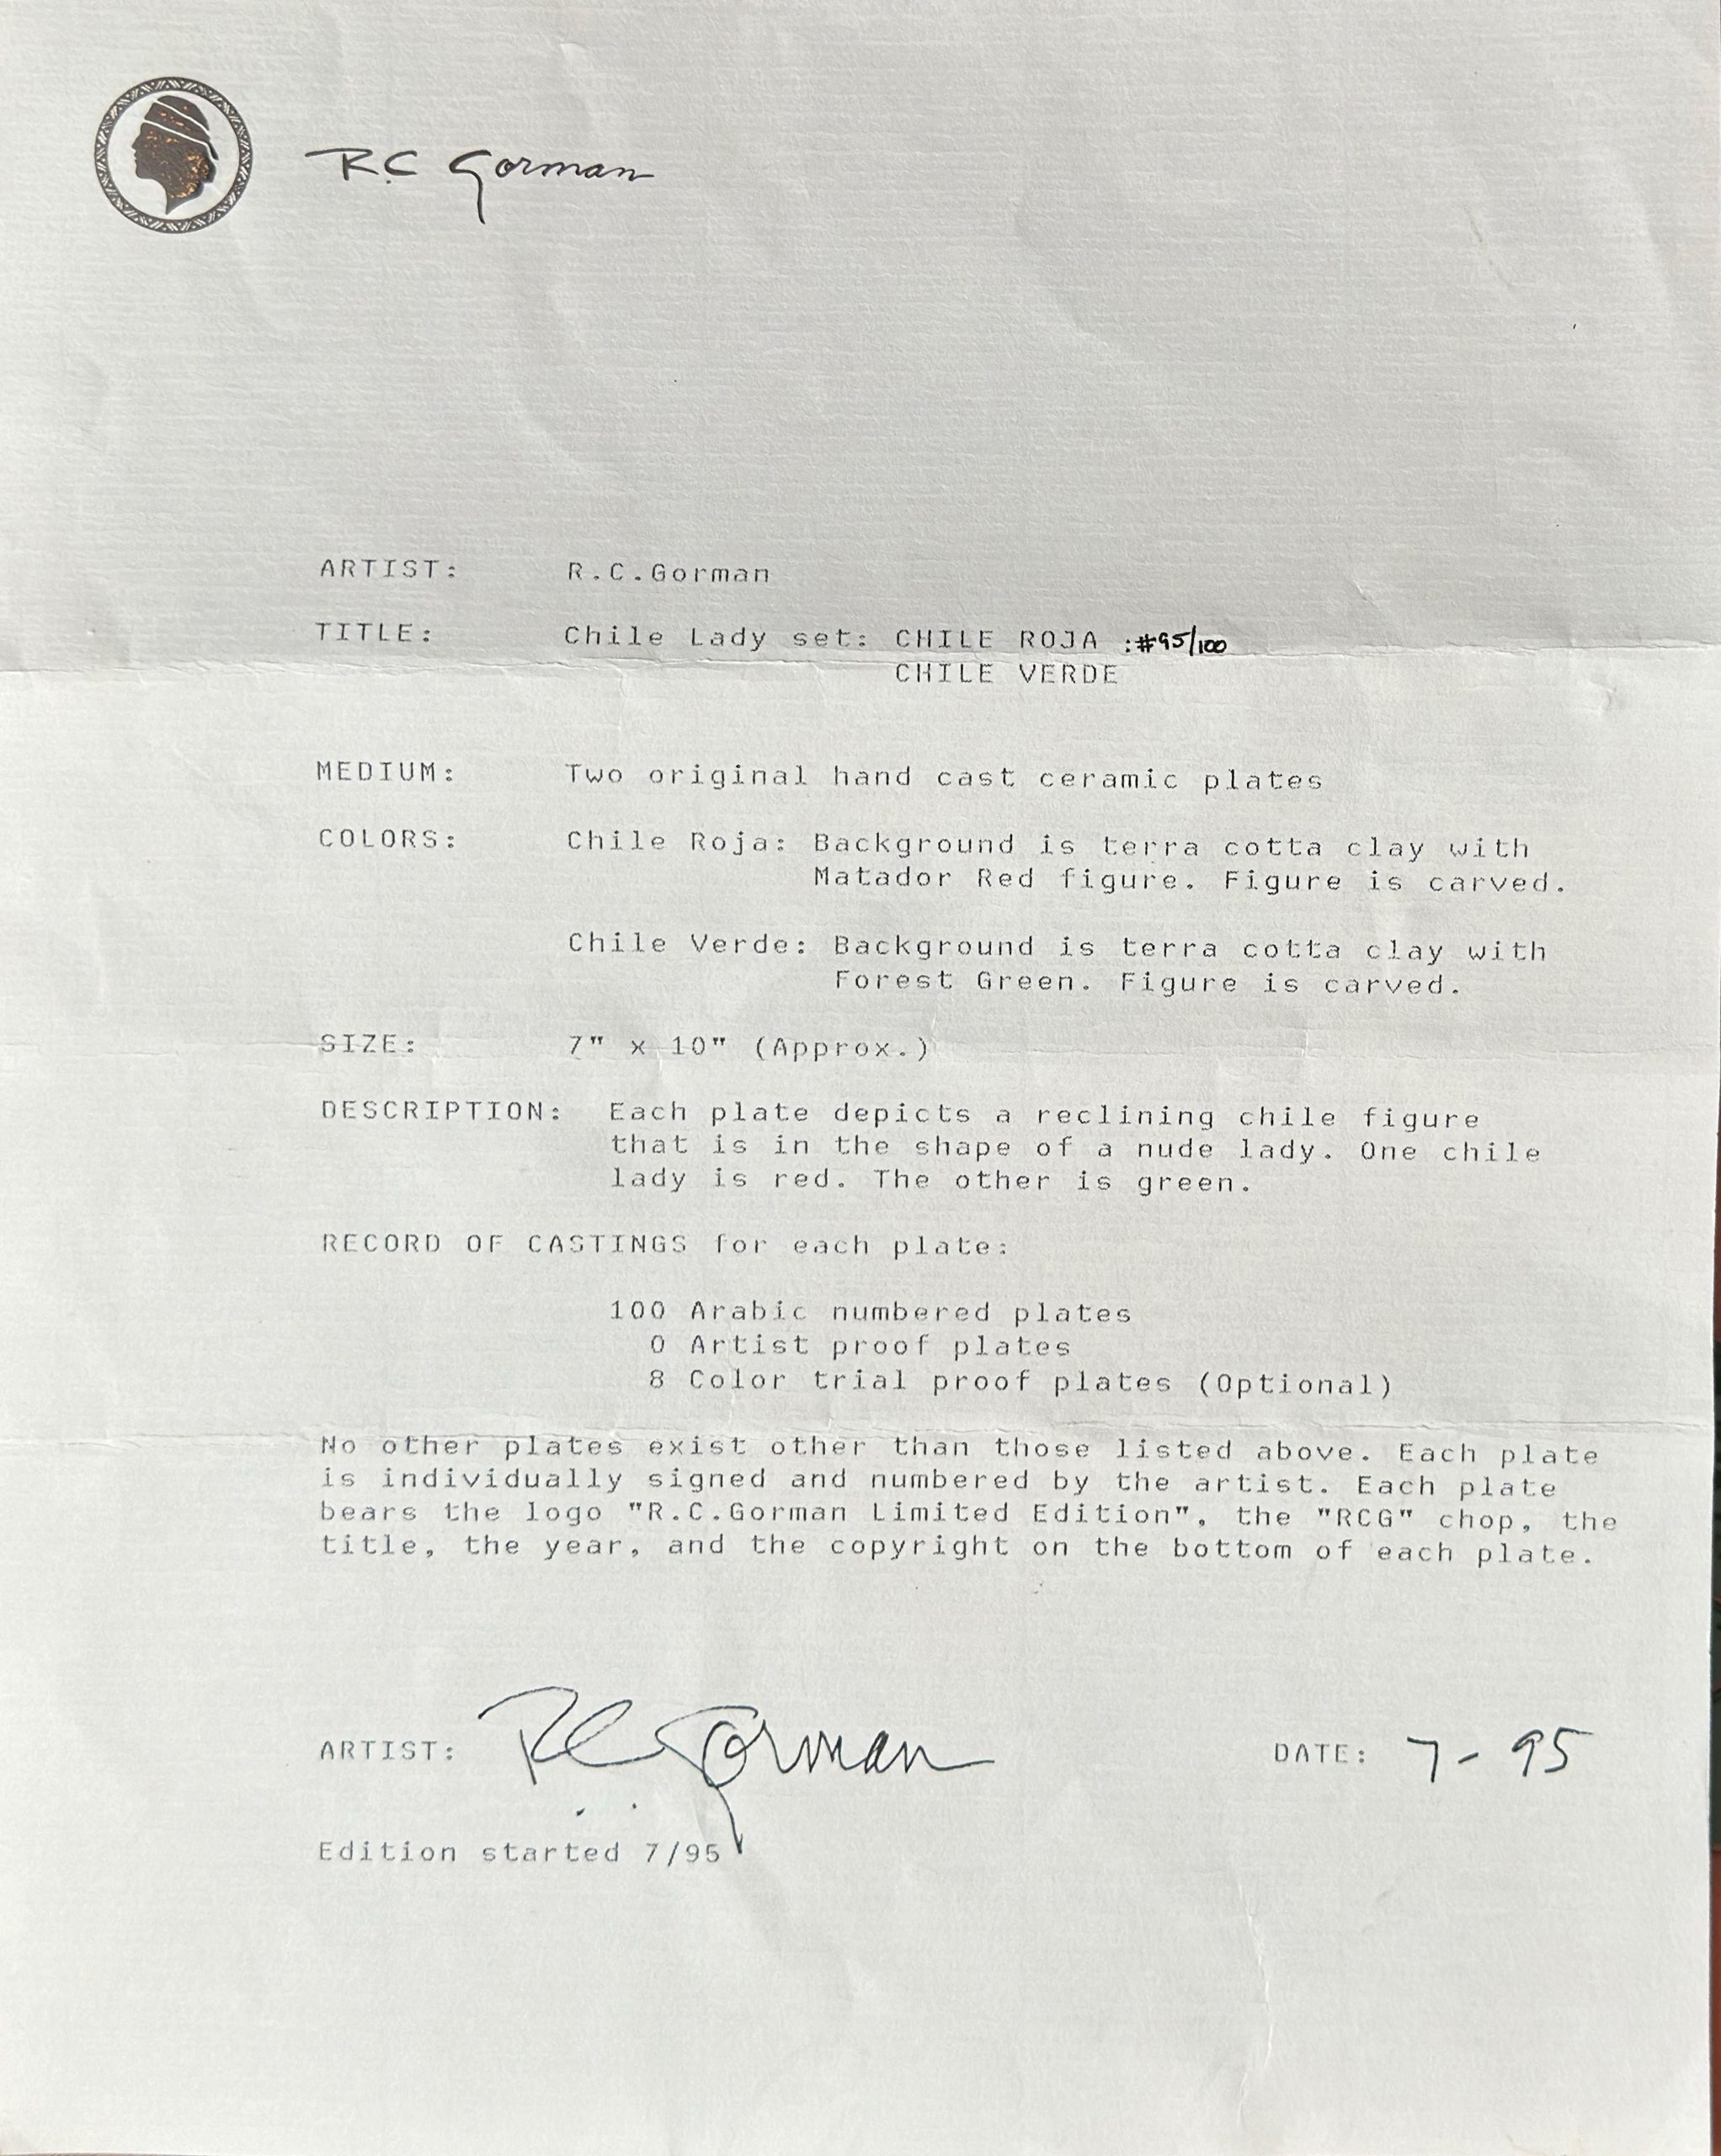 R.C Gorman
ARTIST: R.C.Gorman
TITLE: Chile Lady set: CHILE ROJA :#95/100
CHILE VERDE
MEDIUM: Two original hand cast ceramic plates
COLORS: Chile Roja: Background is terra cotta clay with
Matador Red figure. Figure is carved.
Chile Verde: Background is terra cotta clay with
Forest Green. Figure is carved.
SIZE: 7" x 10" (Approx.)
DESCRIPTION: Each plate depicts a reclining chile figure
that is in the shape of a nude lady. One chile
lady is red. The other is green.
RECORD OF CASTINGS for each plate:
100 Arabic numbered plates
0 Artist proof plates
8 Color trial proof plates (Optional)
No other plates exist other than those listed above. Each plate
is individually signed and numbered by the artist. Each plate
bears the logo "R.C.Gorman Limited Edition", the "RCG" chop, the
title, the year, and the copyright on the bottom of each plate.
ARTIST: R.C. Gorman DATE: 7- 95
Edition started 7/95